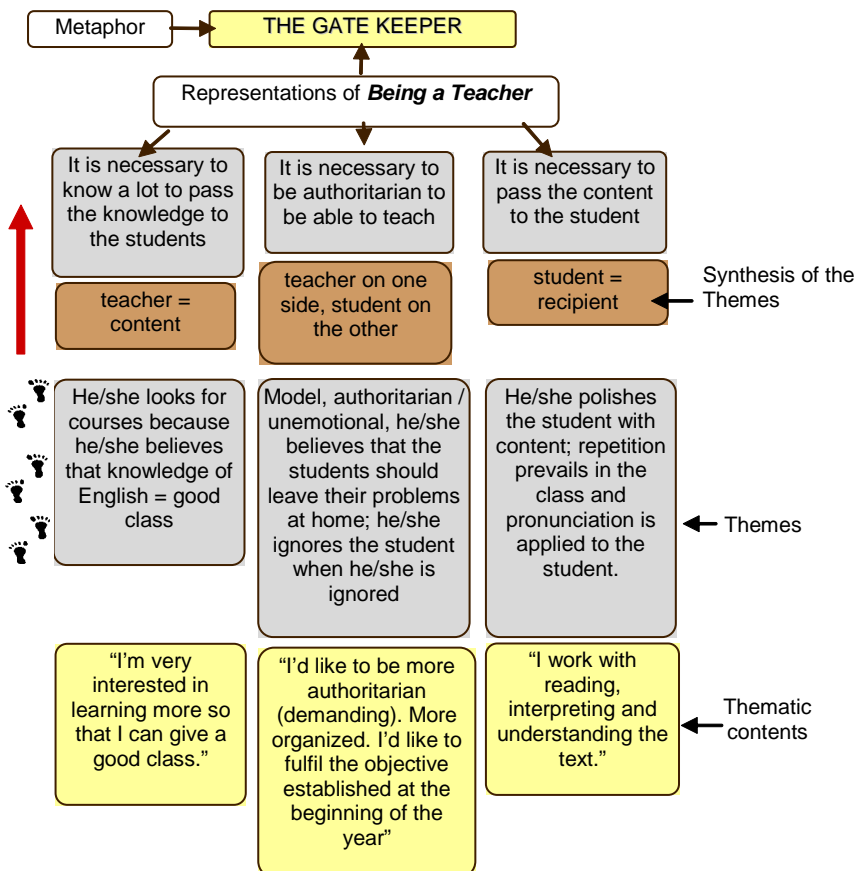 Metaphor
THE GATE KEEPER
Representations of Being a Teacher
It is necessary to
know a lot to pass
the knowledge to
the students
It is necessary to
be authoritarian to
be able to teach
It is necessary to
pass the content
to the student
teacher =
content
teacher on one
side, student on
the other
student =
recipient
Synthesis of the
Themes
He/she looks for
courses because
he/she believes
that knowledge of
English = good
class
Model, authoritarian /
unemotional, he/she
believes that the
students should
leave their problems
at home; he/she
ignores the student
when he/she is
ignored
He/she polishes
the student with
content; repetition
prevails in the
class and
pronunciation is
applied to the
student.
Themes
“I’m very
interested in
learning more so
that I can give a
good class.”
“I’d like to be more
authoritarian
(demanding). More
organized. I’d like to
fulfil the objective
established at the
beginning of the
year”
“I work with
reading,
interpreting and
understanding the
text.”
Thematic
contents